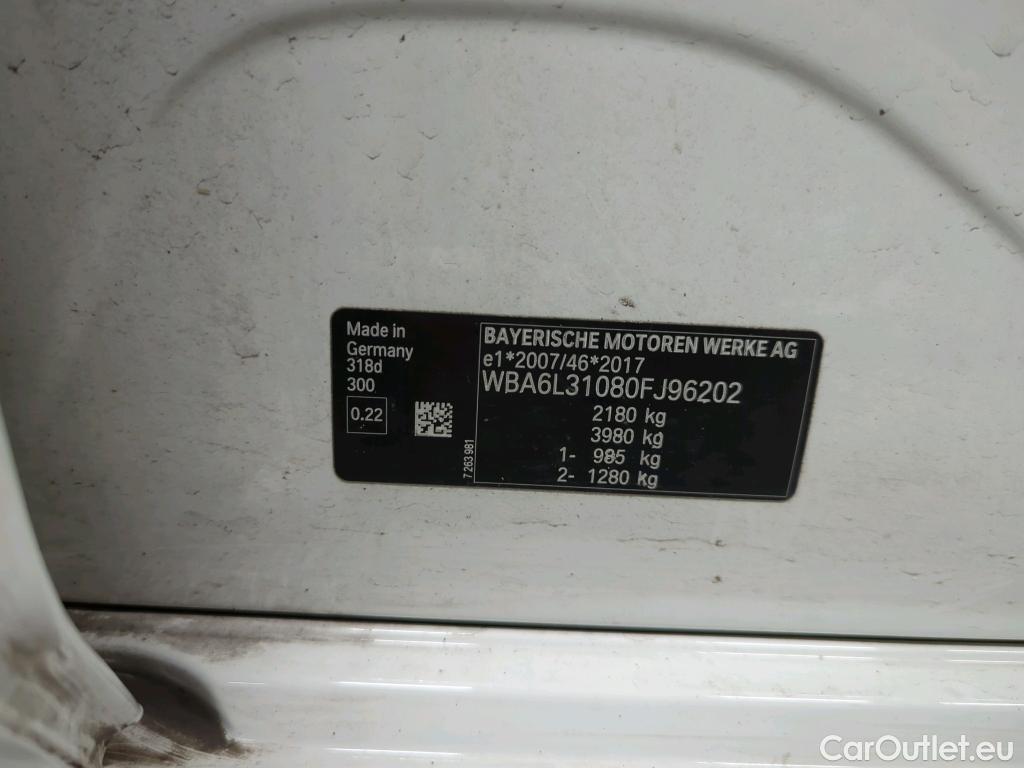 Made in
Germany
318d
300
0.22
7 263 981
BAYERISCHE MOTOREN WERKE AG
e1*2007/46*2017
WBA6L31080FJ96202
2180 kg
3980 kg
1- 985 kg
2- 1280 kg
CarOutlet.eu